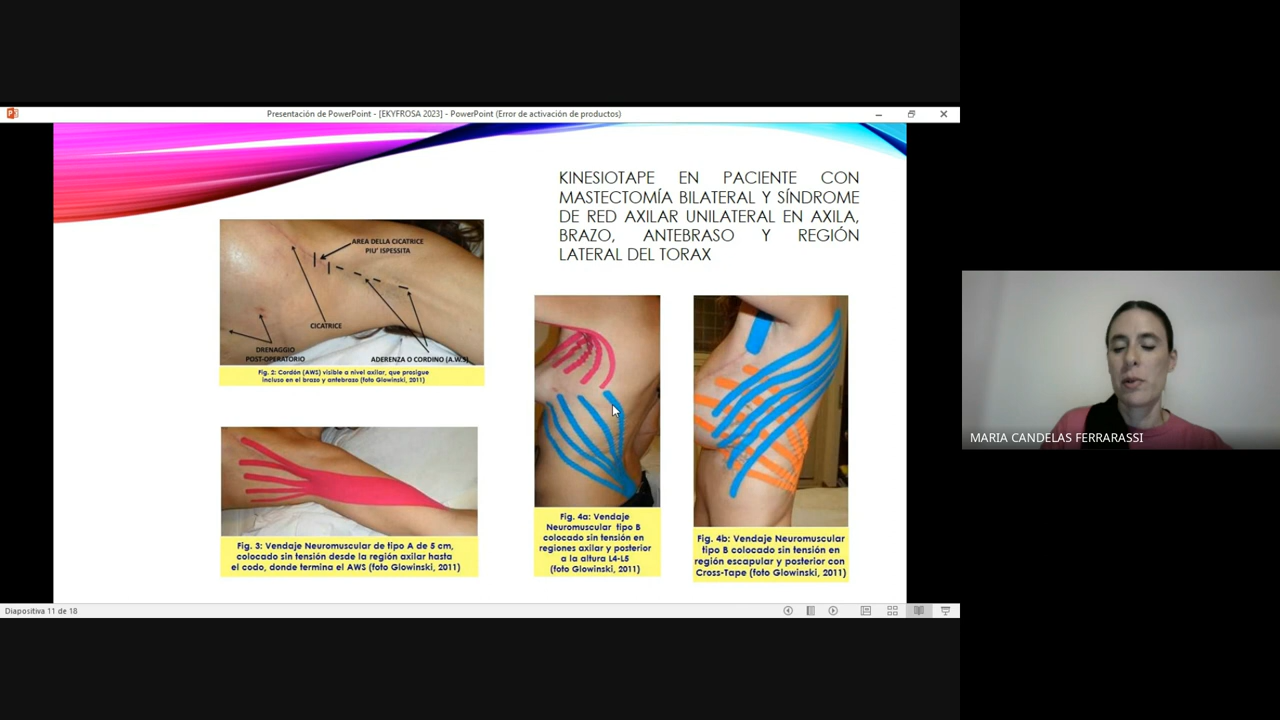 Presentación de PowerPoint - [EKYFROSA 2023] - PowerPoint (Error de activación de productos)
KINESIOTAPE EN PACIENTE CON
MASTECTOMÍA BILATERAL Y SÍNDROME
DE RED AXILAR UNILATERAL EN AXILA,
BRAZO, ANTEBRASO Y REGIÓN
LATERAL DEL TORAX
AREA DELLA CICATRICE
PIU' ISPESSITA
CICATRICE
DRENAGGIO
POST-OPERATORIO
ADERENZA O CORDINO (A.W.S)
Fig. 2: Cordón (AWS) visible a nivel axilar, que prosigue
incluso en el brazo y antebrazo (foto Glowinski, 2011)
Fig. 3: Vendaje Neuromuscular de tipo A de 5 cm,
colocado sin tensión desde la región axilar hasta
el codo, donde termina el AWS (foto Glowinski, 2011)
Fig. 4a: Vendaje
Neuromuscular tipo B
colocado sin tensión en
regiones axilar y posterior
a la altura L4-L5
(foto Glowinski, 2011)
Fig. 4b: Vendaje Neuromuscular
tipo B colocado sin tensión en
región escapular y posterior con
Cross-Tape (foto Glowinski, 2011)
MARIA CANDELAS FERRARASSI
Diapositiva 11 de 18